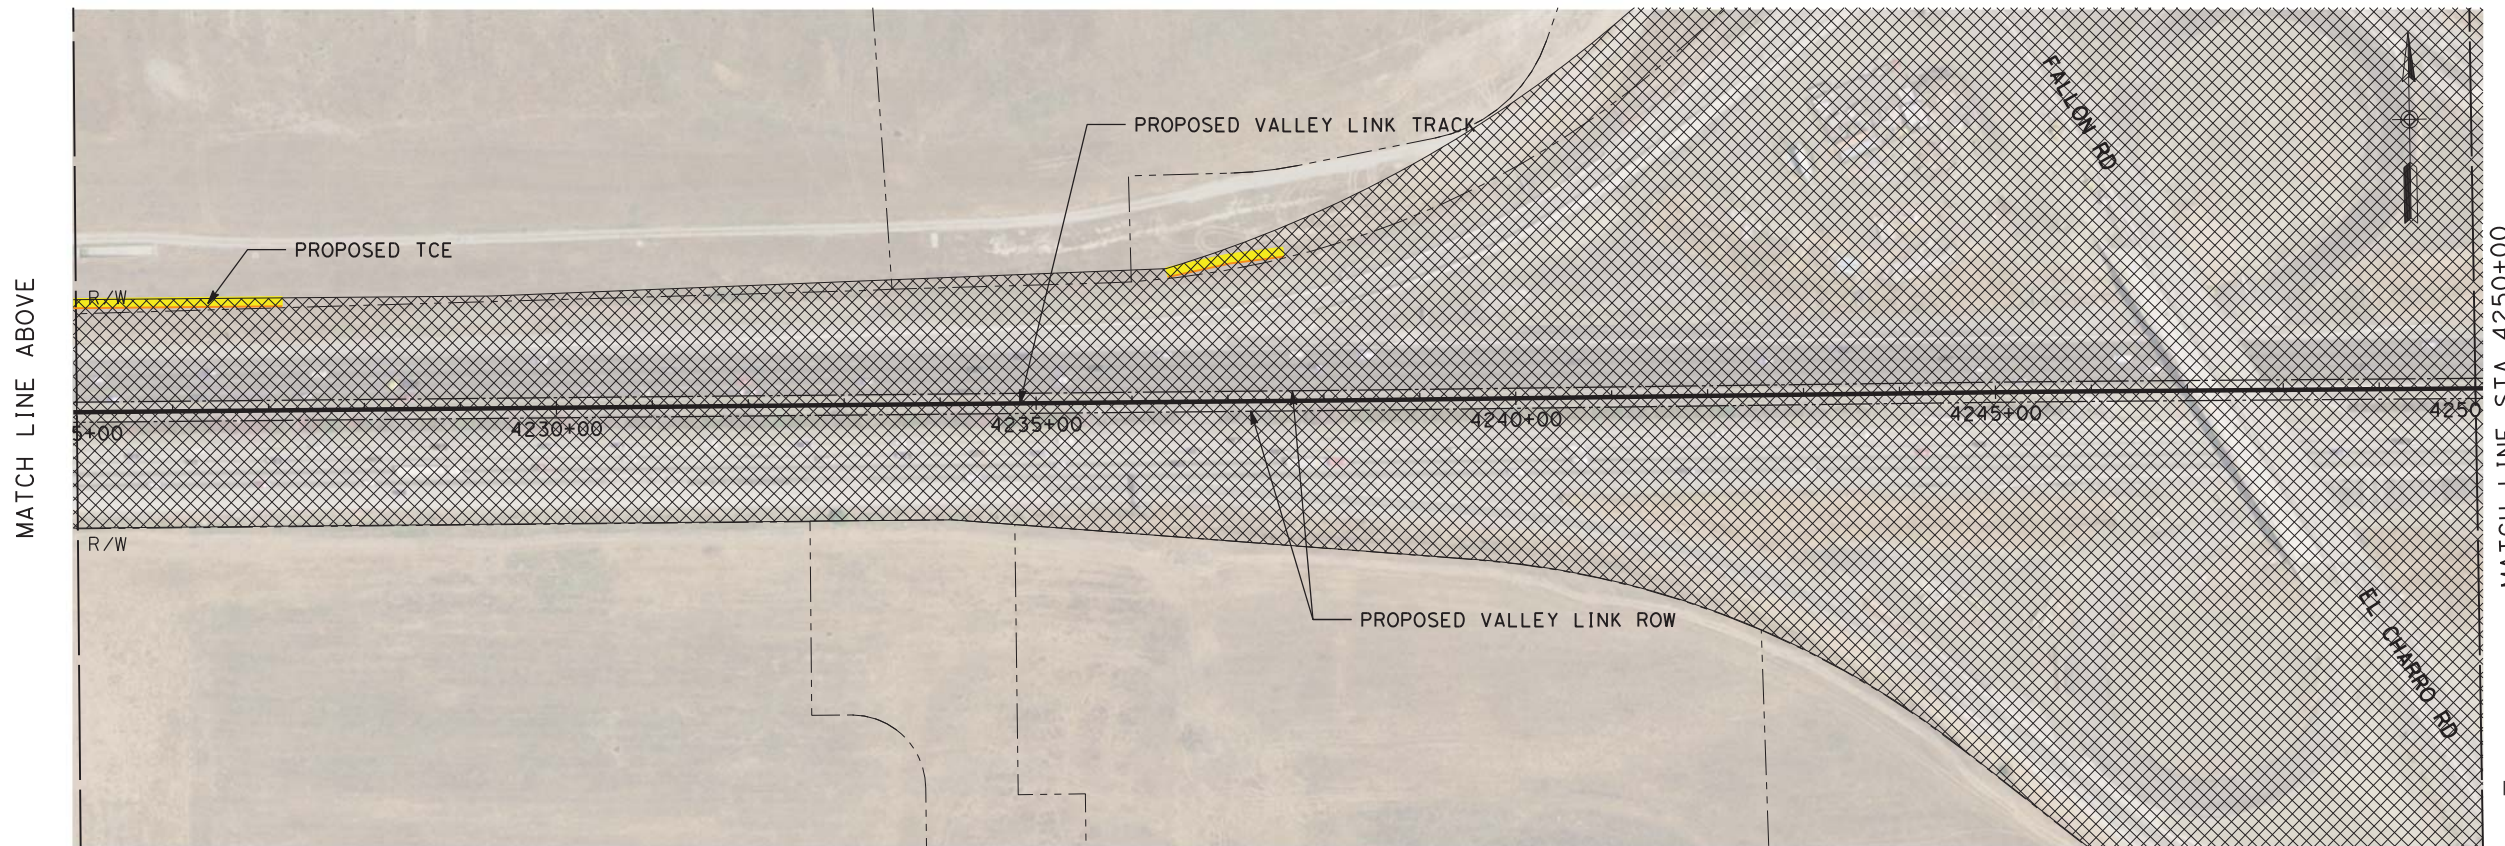 FALLON RD
PROPOSED VALLEY LINK TRACK
PROPOSED TCE
MATCH LINE ABOVE
R/W
5+00
4230+00
4235+00
4240+00
4245+00
4250
MATCH LINE STA 4250+00
R/W
PROPOSED VALLEY LINK ROW
EL CHARRO RD